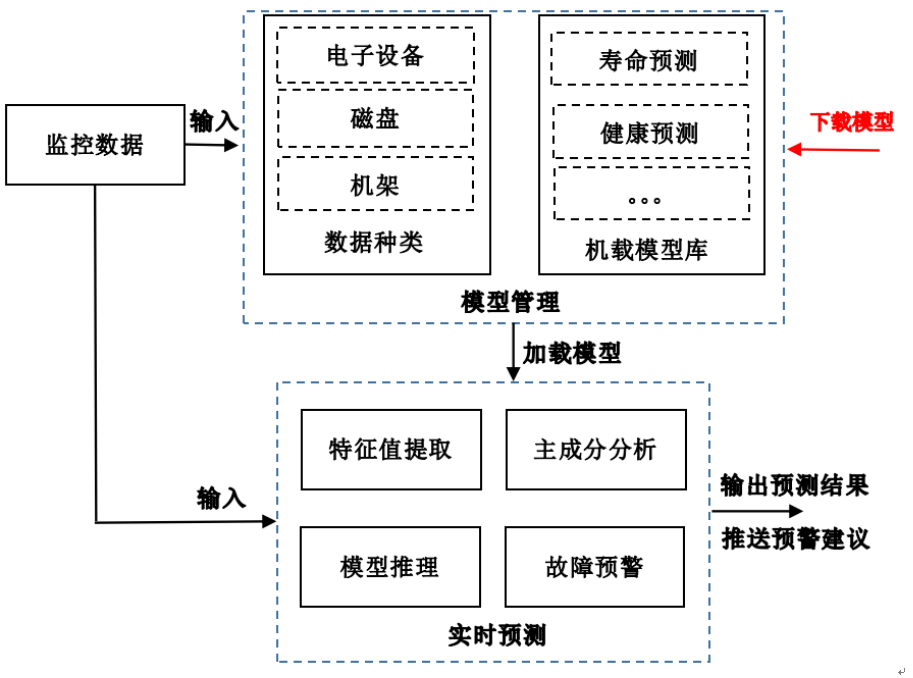 电子设备
磁盘
机架
数据种类
寿命预测
健康预测
。。。
机载模型库
模型管理
监控数据
输入
下载模型
加载模型
输入
特征值提取
主成分分析
模型推理
故障预警
实时预测
输出预测结果
推送预警建议